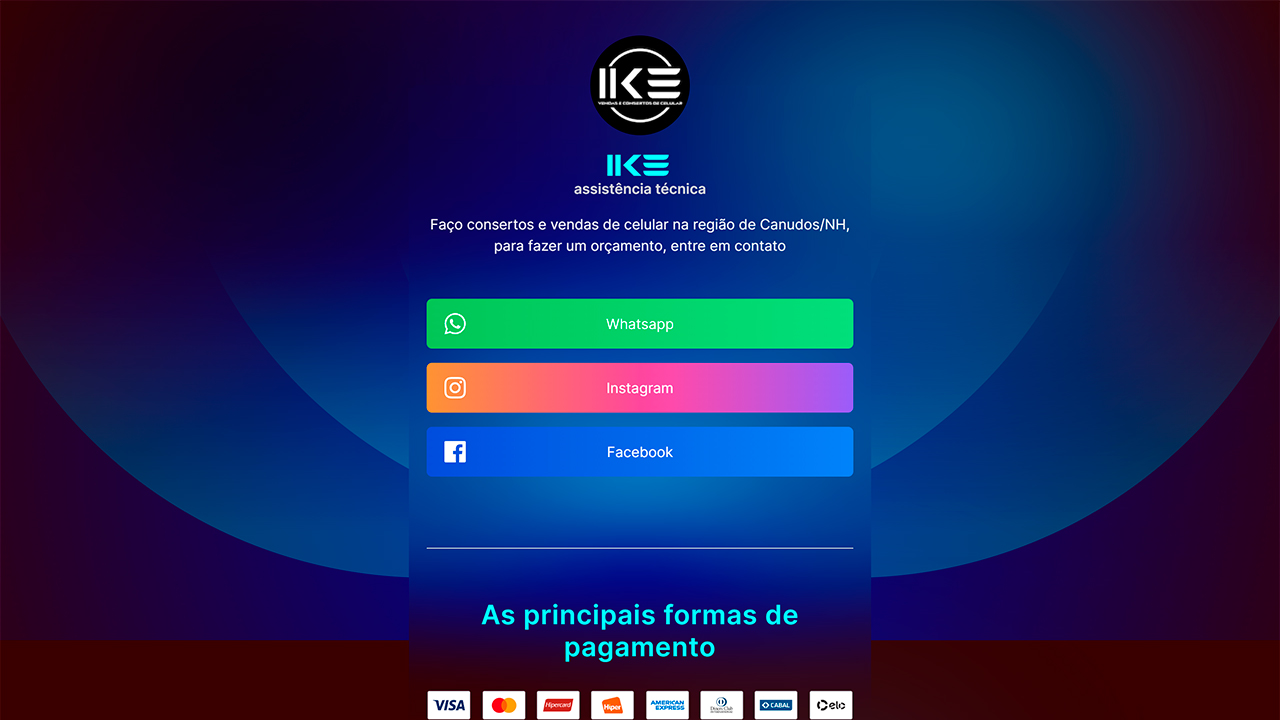 IKE
VENDAS E CONSERTOS DE CELULAR
IKE
assistência técnica
Faço consertos e vendas de celular na região de Canudos/NH,
para fazer um orçamento, entre em contato
Whatsapp
Instagram
Facebook
As principais formas de
pagamento
VISA
Hipercard
Hiper
AMERICAN
EXPRESS
Diners Club
CABAL
elo